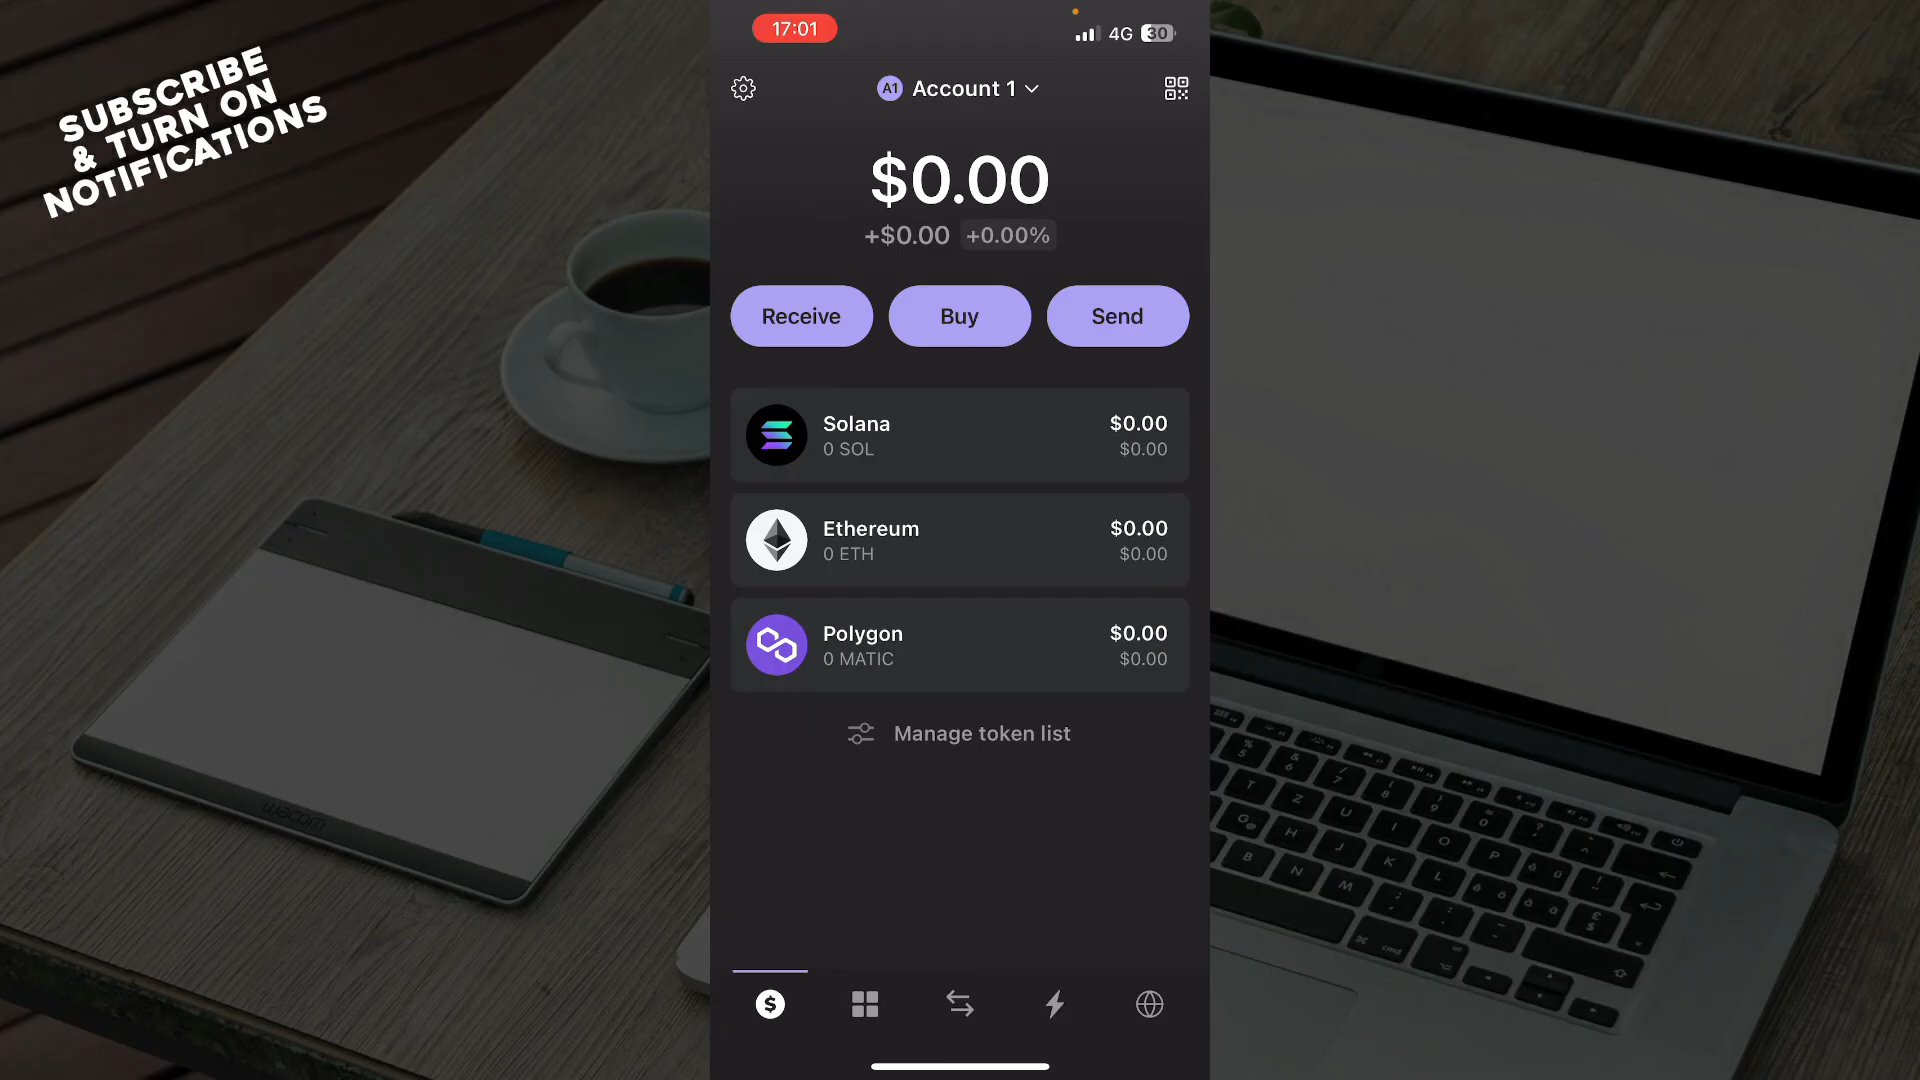 SUBSCRIBE
& TURN ON
NOTIFICATIONS
17:01
4G
30
A1
Account 1
$0.00
+$0.00
+0.00%
Receive
Buy
Send
Solana
$0.00
0 SOL
$0.00
Ethereum
$0.00
0 ETH
$0.00
Polygon
$0.00
0 MATIC
$0.00
Manage token list
wacom